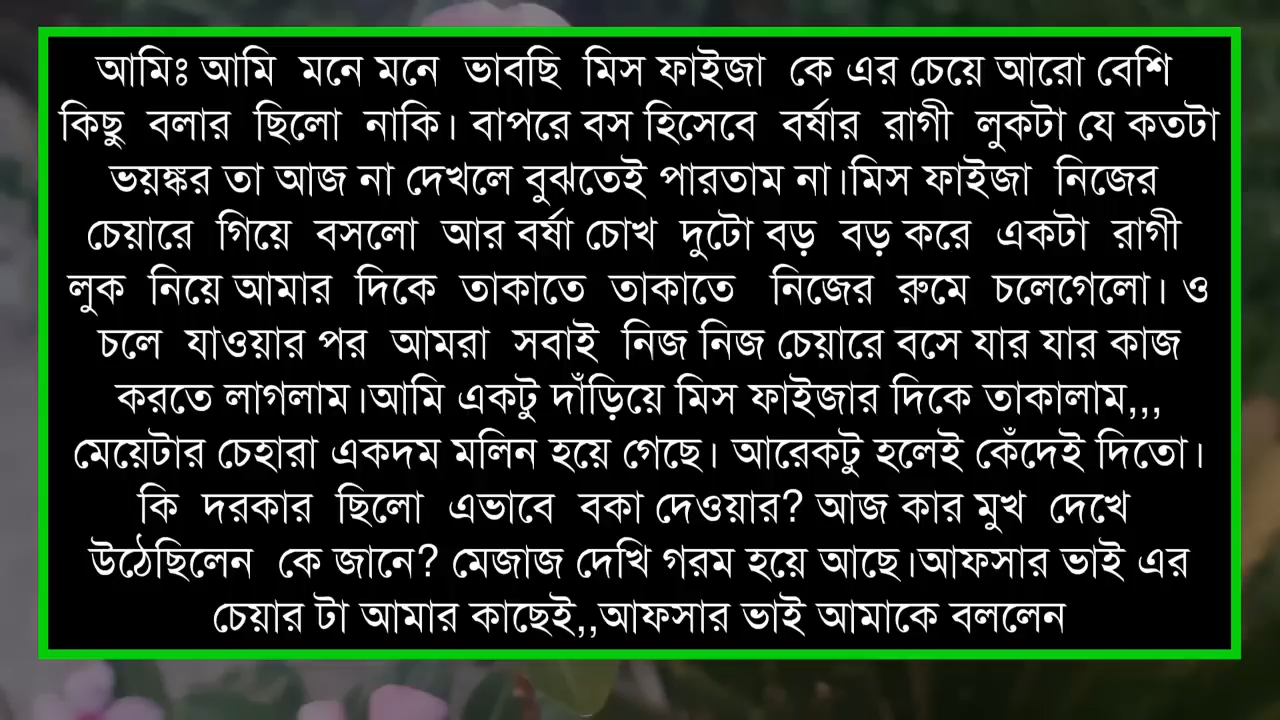 আমিঃ আমি মনে মনে ভাবছি মিস ফাইজা কে এর চেয়ে আরো বেশি
কিছু বলার ছিলো নাকি। বাপরে বস হিসেবে বর্ষার রাগী লুকটা যে কতটা
ভয়ঙ্কর তা আজ না দেখলে বুঝতেই পারতাম না।মিস ফাইজা নিজের
চেয়ারে গিয়ে বসলো আর বর্ষা চোখ দুটো বড় বড় করে একটা রাগী
লুক নিয়ে আমার দিকে তাকাতে তাকাতে নিজের রুমে চলেগেলো। ও
চলে যাওয়ার পর আমরা সবাই নিজ নিজ চেয়ারে বসে যার যার কাজ
করতে লাগলাম।আমি একটু দাঁড়িয়ে মিস ফাইজার দিকে তাকালাম,,,
মেয়েটার চেহারা একদম মলিন হয়ে গেছে। আরেকটু হলেই কেঁদেই দিতো।
কি দরকার ছিলো এভাবে বকা দেওয়ার? আজ কার মুখ দেখে
উঠেছিলেন কে জানে? মেজাজ দেখি গরম হয়ে আছে।আফসার ভাই এর
চেয়ার টা আমার কাছেই,,আফসার ভাই আমাকে বললেন